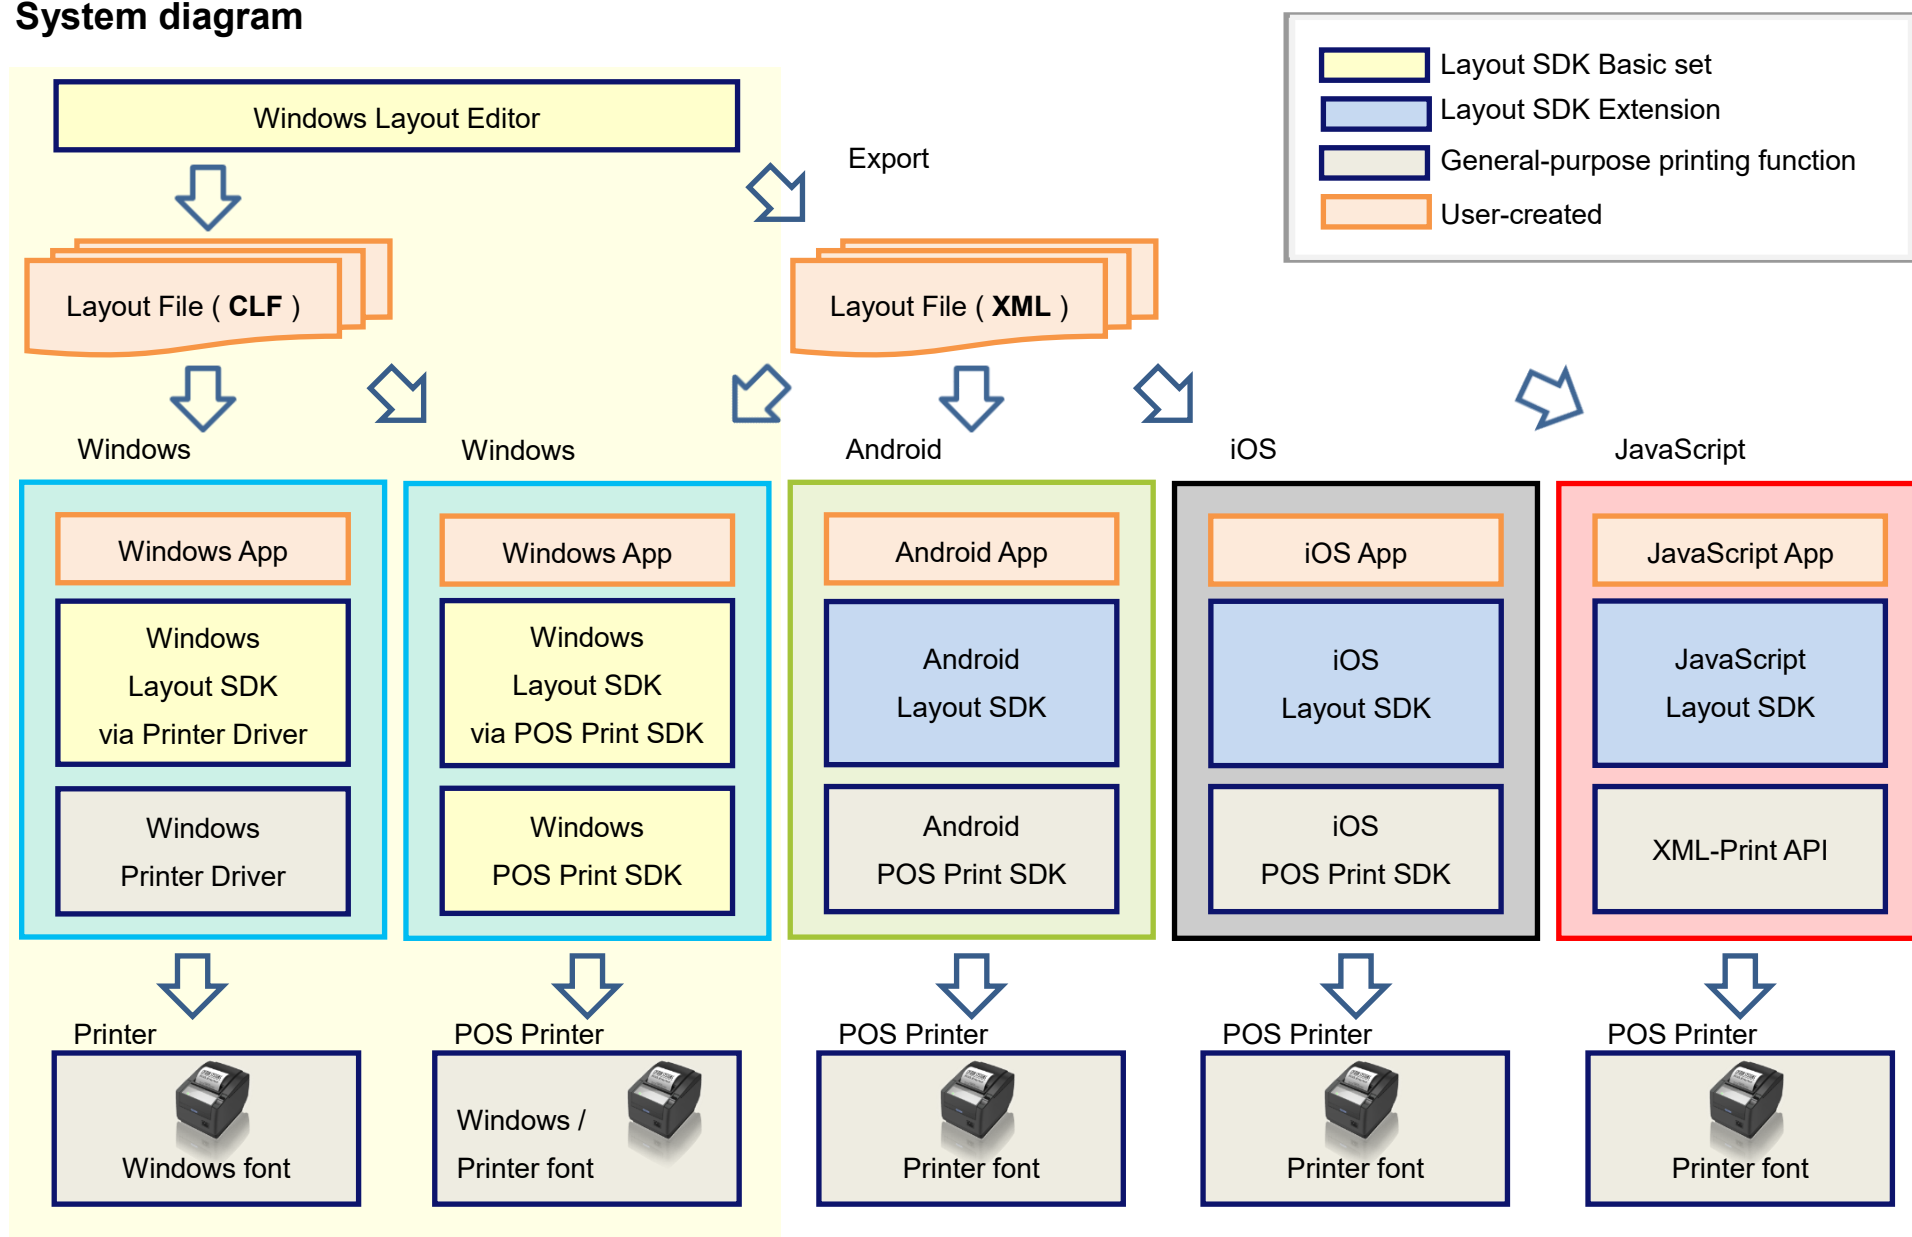 System diagram
Layout SDK Basic set
Layout SDK Extension
General-purpose printing function
User-created
Windows Layout Editor
Export
Layout File ( CLF )
Layout File ( XML )
Windows
Windows
Android
iOS
JavaScript
Windows App
Windows
Layout SDK
via Printer Driver
Windows
Printer Driver
Windows App
Windows
Layout SDK
via POS Print SDK
Windows
POS Print SDK
Android App
Android
Layout SDK
Android
POS Print SDK
iOS App
iOS
Layout SDK
iOS
POS Print SDK
JavaScript App
JavaScript
Layout SDK
XML-Print API
Printer
Windows font
POS Printer
Windows /
Printer font
POS Printer
Printer font
POS Printer
Printer font
POS Printer
Printer font